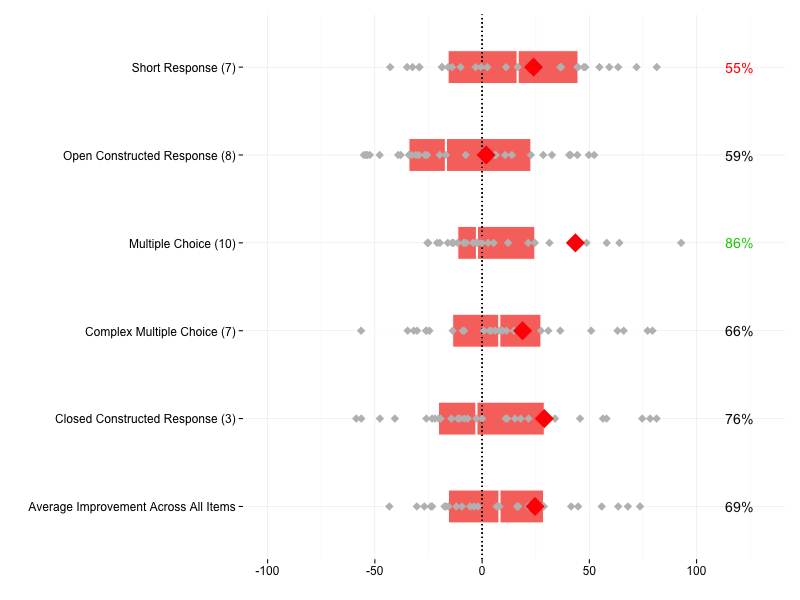 Short Response (7) 55%
Open Constructed Response (8) 59%
Multiple Choice (10) 86%
Complex Multiple Choice (7) 66%
Closed Constructed Response (3) 76%
Average Improvement Across All Items 69%
-100 -50 0 50 100